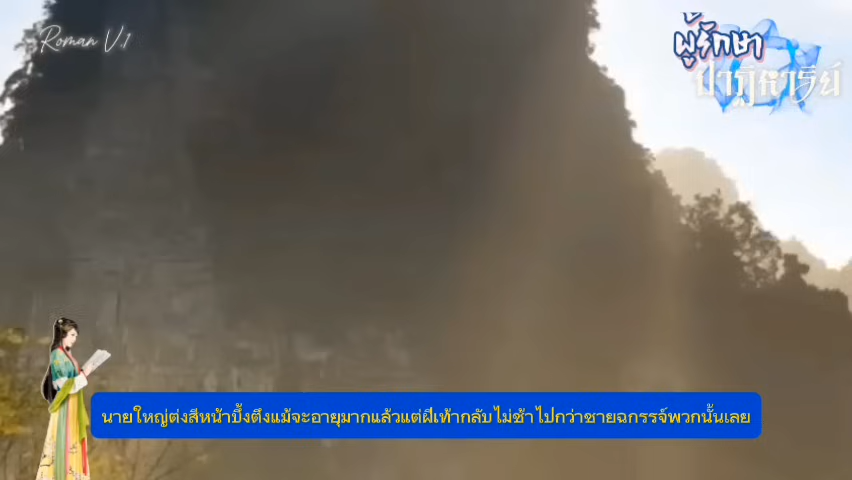 Roman V.1
ผู้รักษา
ปาฏิหาริย์
นายใหญ่ต่งสีหน้าบึ้งตึงแม้จะอายุมากแล้วแต่ฝีเท้ากลับไม่ช้าไปกว่าชายฉกรรจ์พวกนั้นเลย